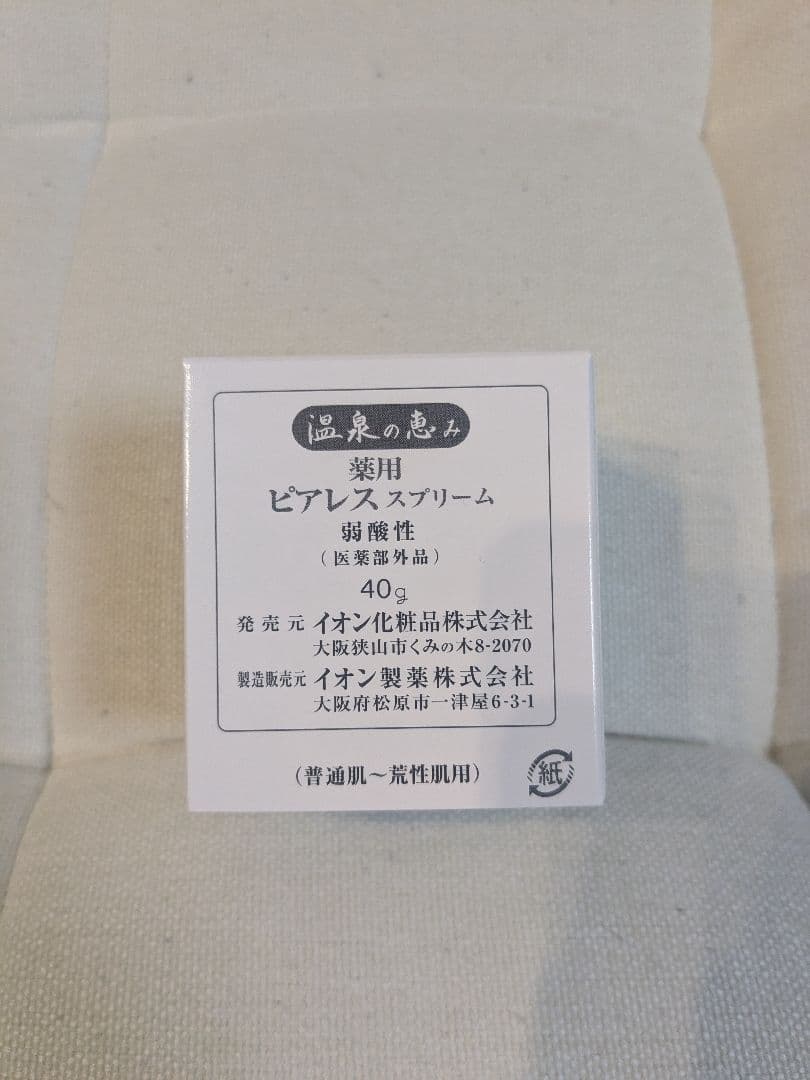 温泉の恵み
薬用
ピアレス スプリーム
弱酸性
(医薬部外品)
40g
発売元 イオン化粧品株式会社
大阪狭山市くみの木8-2070
製造販売元 イオン製薬株式会社
大阪府松原市一津屋6-3-1
(普通肌～荒性肌用)
紙